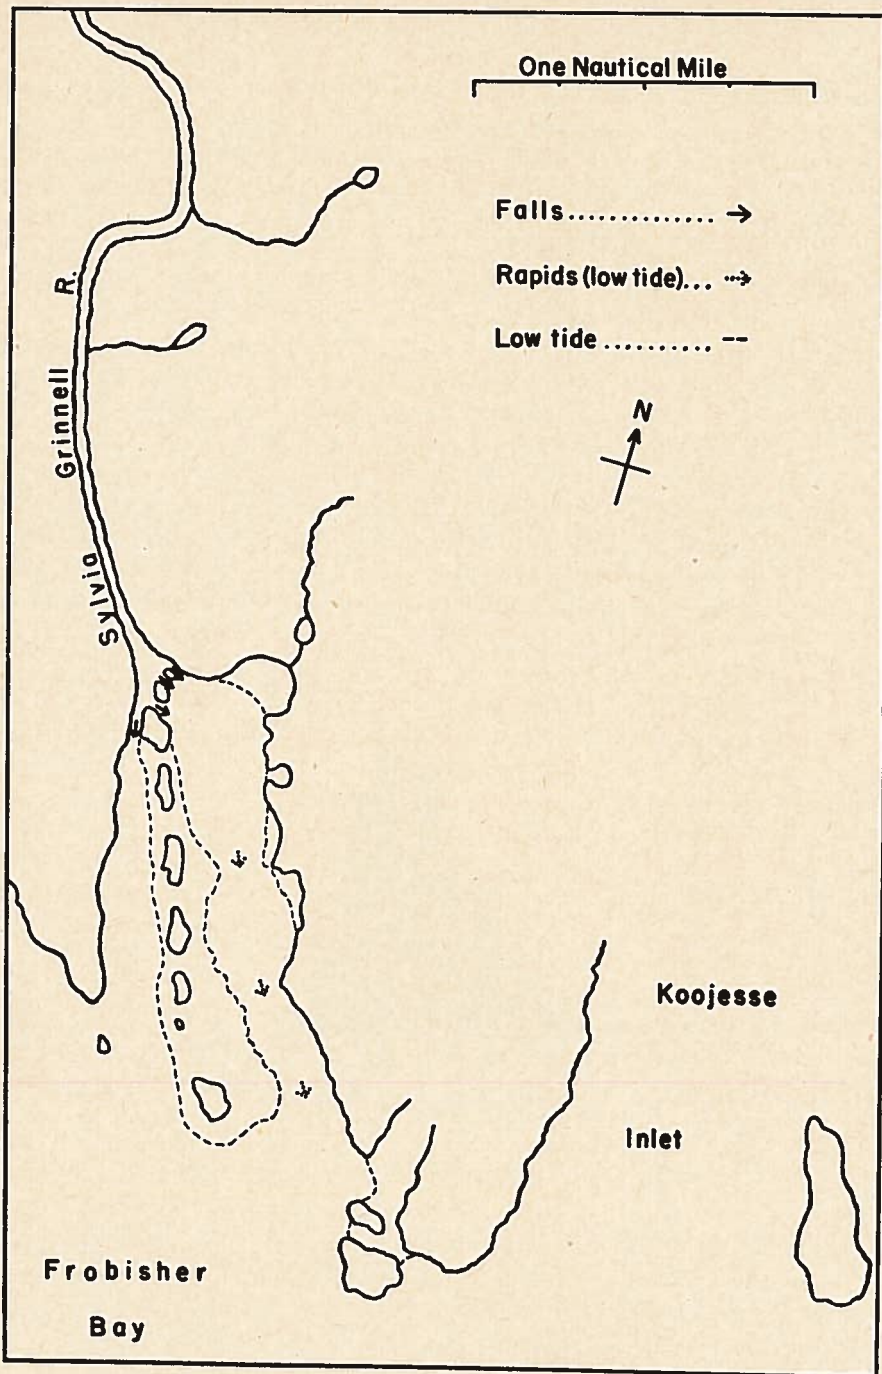 One Nautical Mile
Falls.............. →
Rapids (low tide)...
Low tide .......... --
N
Sylvia Grinnell R.
Koojesse
Inlet
Frobisher
Bay